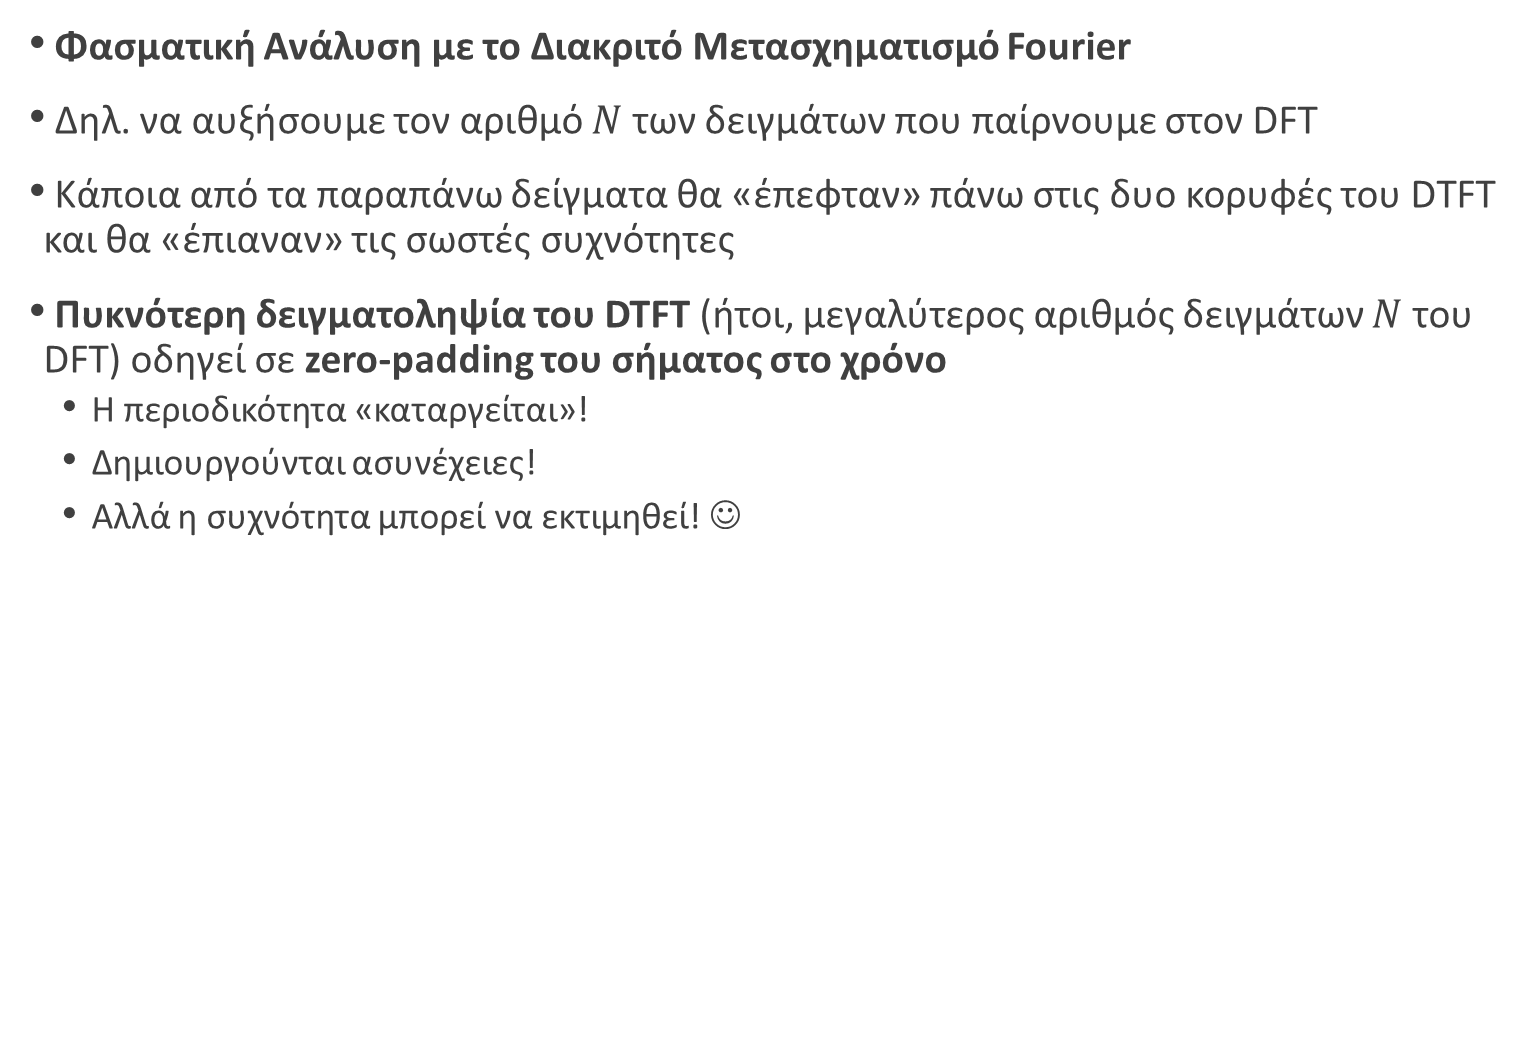 • Φασματική Ανάλυση με το Διακριτό Μετασχηματισμό Fourier
• Δηλ. να αυξήσουμε τον αριθμό N των δειγμάτων που παίρνουμε στον DFT
• Κάποια από τα παραπάνω δείγματα θα «έπεφταν» πάνω στις δυο κορυφές του DTFT
και θα «έπιαναν» τις σωστές συχνότητες
• Πυκνότερη δειγματοληψία του DTFT (ήτοι, μεγαλύτερος αριθμός δειγμάτων N του
DFT) οδηγεί σε zero-padding του σήματος στο χρόνο
• Η περιοδικότητα «καταργείται»!
• Δημιουργούνται ασυνέχειες!
• Αλλά η συχνότητα μπορεί να εκτιμηθεί! ☺